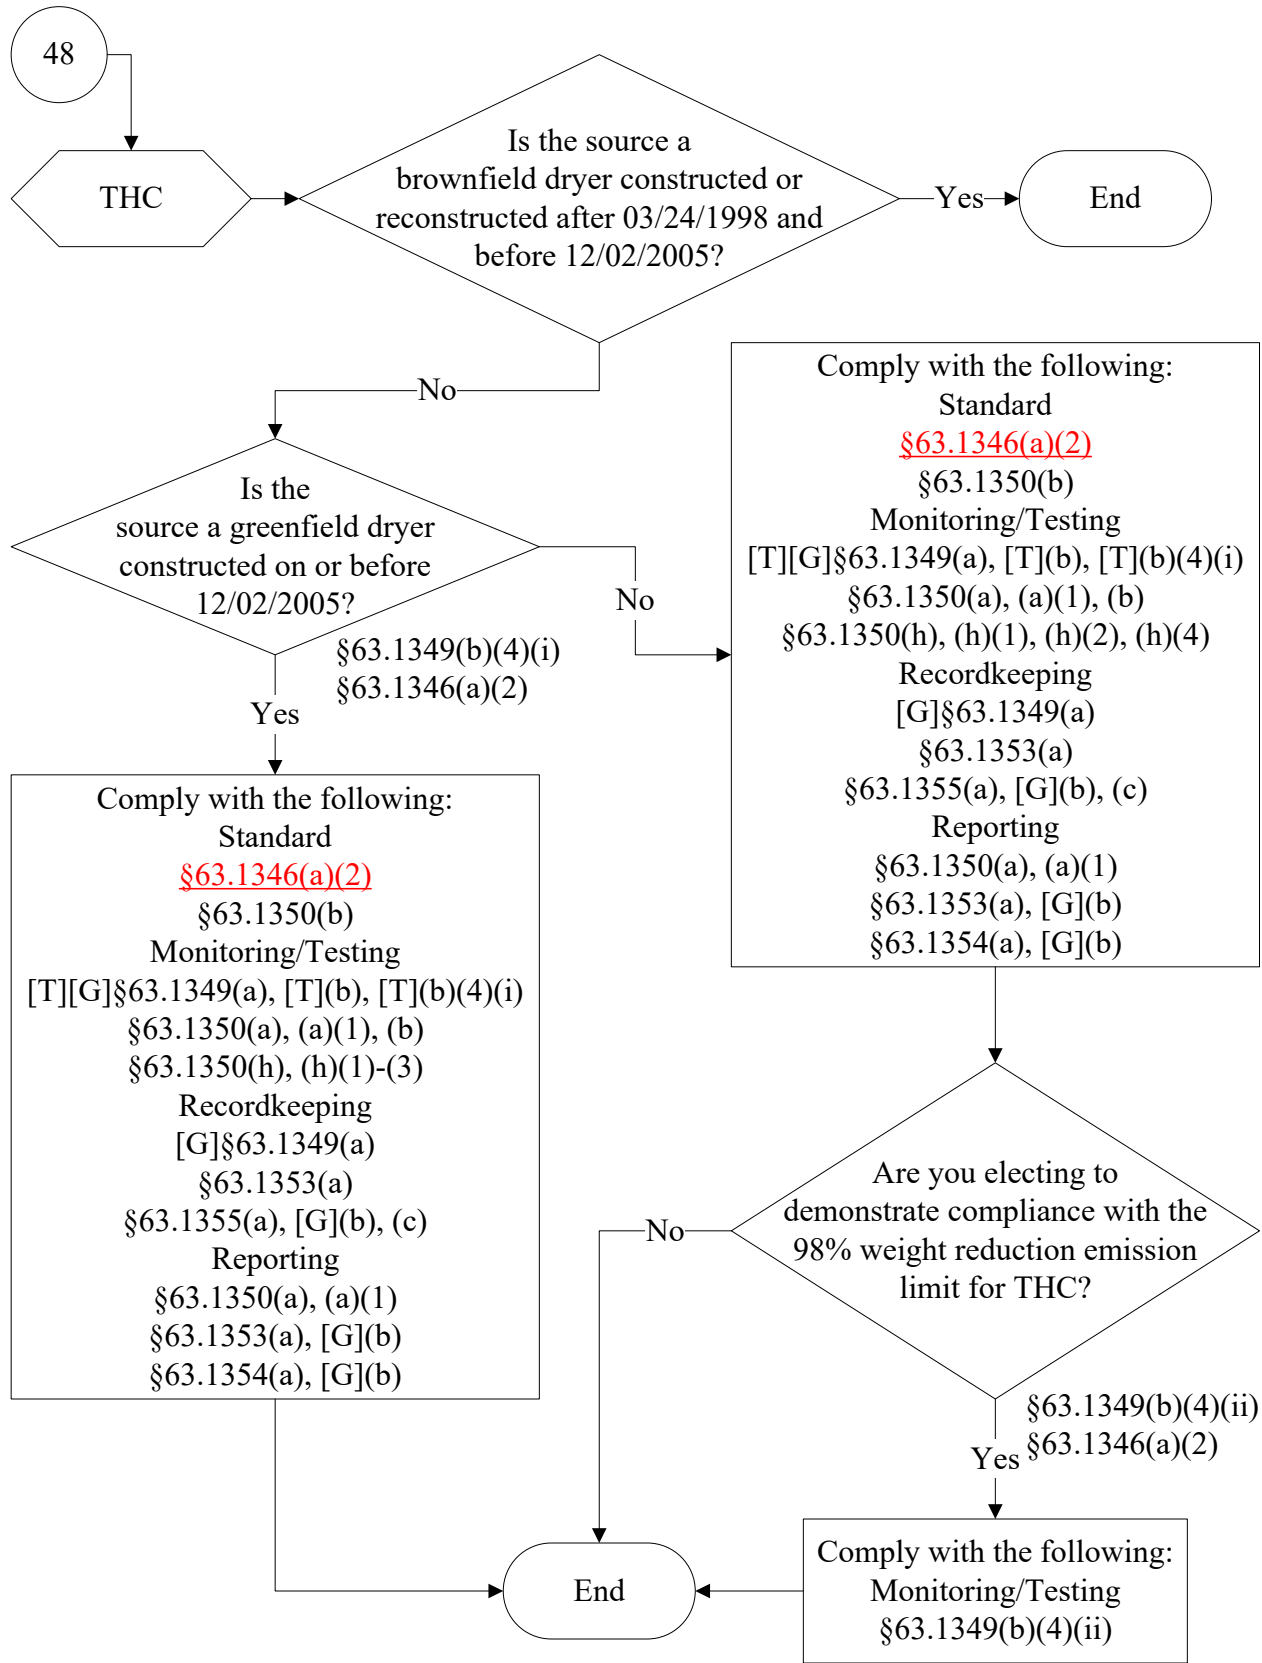 48
THC
Is the source a
brownfield dryer constructed or
reconstructed after 03/24/1998 and
before 12/02/2005?
Yes
End
No
Is the
source a greenfield dryer
constructed on or before
12/02/2005?
No
§63.1349(b)(4)(i)
§63.1346(a)(2)
Yes
Comply with the following:
Standard
§63.1346(a)(2)
§63.1350(b)
Monitoring/Testing
[T][G]§63.1349(a), [T](b), [T](b)(4)(i)
§63.1350(a), (a)(1), (b)
§63.1350(h), (h)(1), (h)(2), (h)(4)
Recordkeeping
[G]§63.1349(a)
§63.1353(a)
§63.1355(a), [G](b), (c)
Reporting
§63.1350(a), (a)(1)
§63.1353(a), [G](b)
§63.1354(a), [G](b)
Comply with the following:
Standard
§63.1346(a)(2)
§63.1350(b)
Monitoring/Testing
[T][G]§63.1349(a), [T](b), [T](b)(4)(i)
§63.1350(a), (a)(1), (b)
§63.1350(h), (h)(1)-(3)
Recordkeeping
[G]§63.1349(a)
§63.1353(a)
§63.1355(a), [G](b), (c)
Reporting
§63.1350(a), (a)(1)
§63.1353(a), [G](b)
§63.1354(a), [G](b)
Are you electing to
demonstrate compliance with the
98% weight reduction emission
limit for THC?
No
§63.1349(b)(4)(ii)
§63.1346(a)(2)
Yes
Comply with the following:
Monitoring/Testing
§63.1349(b)(4)(ii)
End